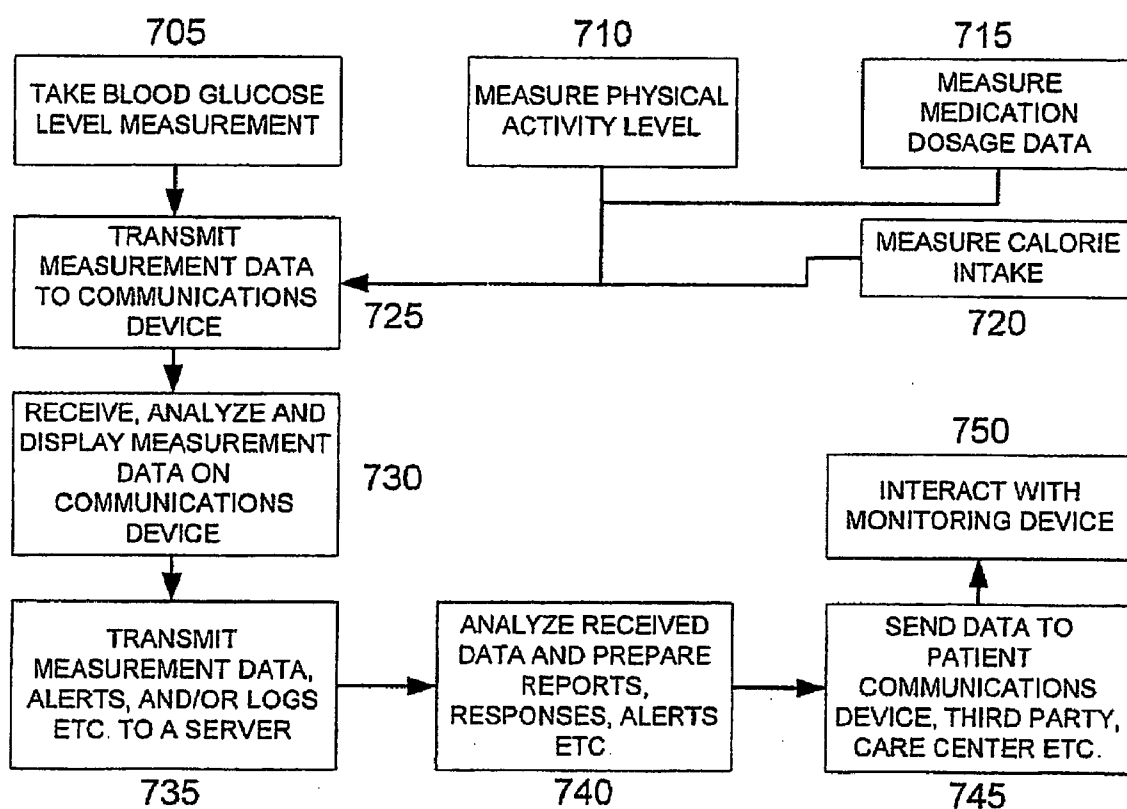 705
TAKE BLOOD GLUCOSE
LEVEL MEASUREMENT
710
MEASURE PHYSICAL
ACTIVITY LEVEL
715
MEASURE
MEDICATION
DOSAGE DATA
TRANSMIT
MEASUREMENT DATA
TO COMMUNICATIONS
DEVICE
725
MEASURE CALORIE
INTAKE
720
RECEIVE, ANALYZE AND
DISPLAY MEASUREMENT
DATA ON
COMMUNICATIONS
DEVICE
730
750
INTERACT WITH
MONITORING DEVICE
TRANSMIT
MEASUREMENT DATA,
ALERTS, AND/OR LOGS
ETC. TO A SERVER
735
ANALYZE RECEIVED
DATA AND PREPARE
REPORTS,
RESPONSES, ALERTS
ETC.
740
SEND DATA TO
PATIENT
COMMUNICATIONS
DEVICE, THIRD PARTY,
CARE CENTER ETC.
745